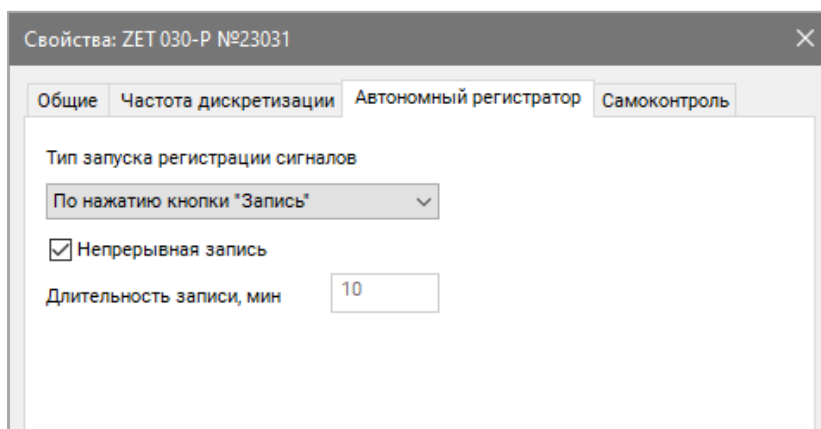 Свойства: ZET 030-P №23031
Общие Частота дискретизации Автономный регистратор Самоконтроль
Тип запуска регистрации сигналов
По нажатию кнопки "Запись"
Непрерывная запись
Длительность записи, мин 10